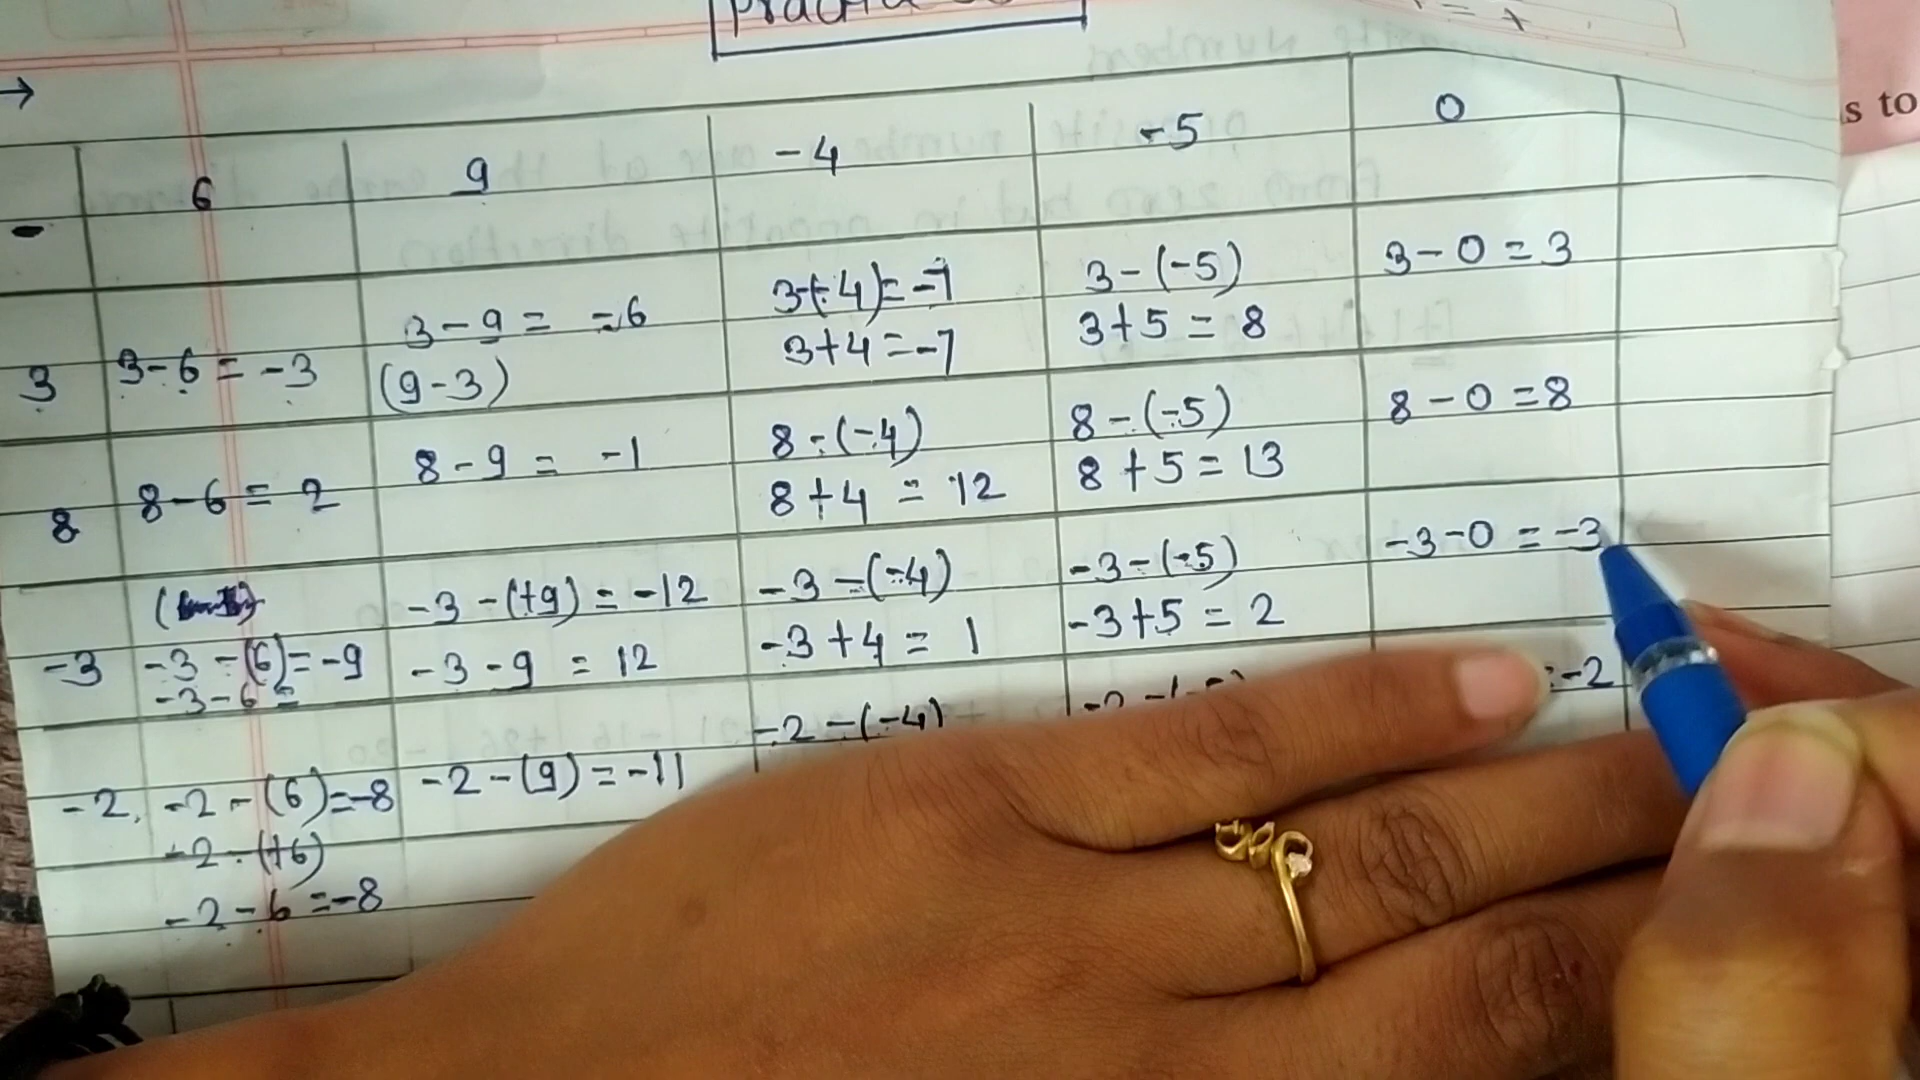 s to
→
- 6 9 -4 -5 0
3 3-6 = -3 3-9 = =6 3-(-4)= -7 3-(-5) 3-0 = 3
(9-3) 3+4 = -7 3+5 = 8
8 8-6 = 2 8-9 = -1 8-(-4) 8-(-5) 8-0 = 8
8+4 = 12 8+5 = 13
-3 -3-(6)= -9 -3-(+9) = -12 -3-(-4) -3-(-5) -3-0 = -3
-3-6 = -3-9 = 12 -3+4 = 1 -3+5 = 2
-2, -2-(6)=-8 -2-(9) = -11 -2-(-4) =-2
-2-(+6)
-2-6 =-8